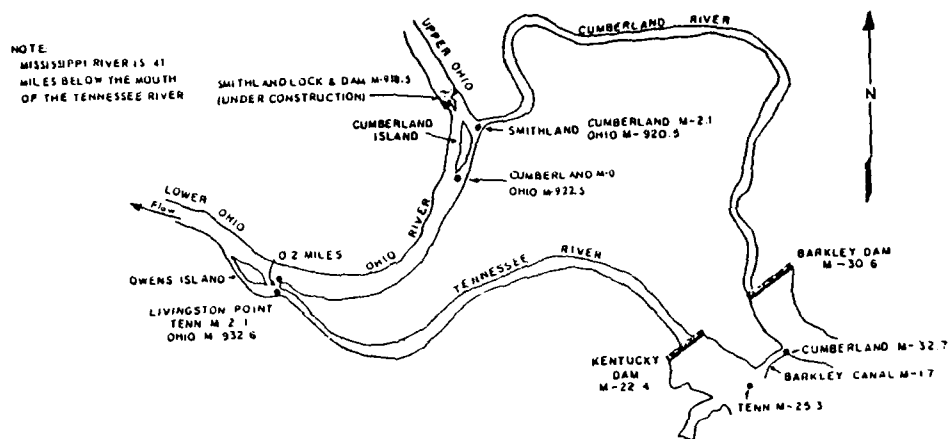 NOTE:
MISSISSIPPI RIVER IS 41
MILES BELOW THE MOUTH
OF THE TENNESSEE RIVER
UPPER OHIO
CUMBERLAND RIVER
N
SMITHLAND LOCK & DAM M-918.5
(UNDER CONSTRUCTION)
CUMBERLAND
ISLAND
SMITHLAND CUMBERLAND M-2.1
OHIO M-920.5
CUMBERLAND M-0
OHIO M-922.5
LOWER OHIO
Flow
OHIO RIVER
0.2 MILES
OWENS ISLAND
TENNESSEE RIVER
BARKLEY DAM
M-30.6
LIVINGSTON POINT
TENN M 2.1
OHIO M 932.6
KENTUCKY
DAM
M-22.4
CUMBERLAND M-32.7
BARKLEY CANAL M-1.7
TENN M-25.3